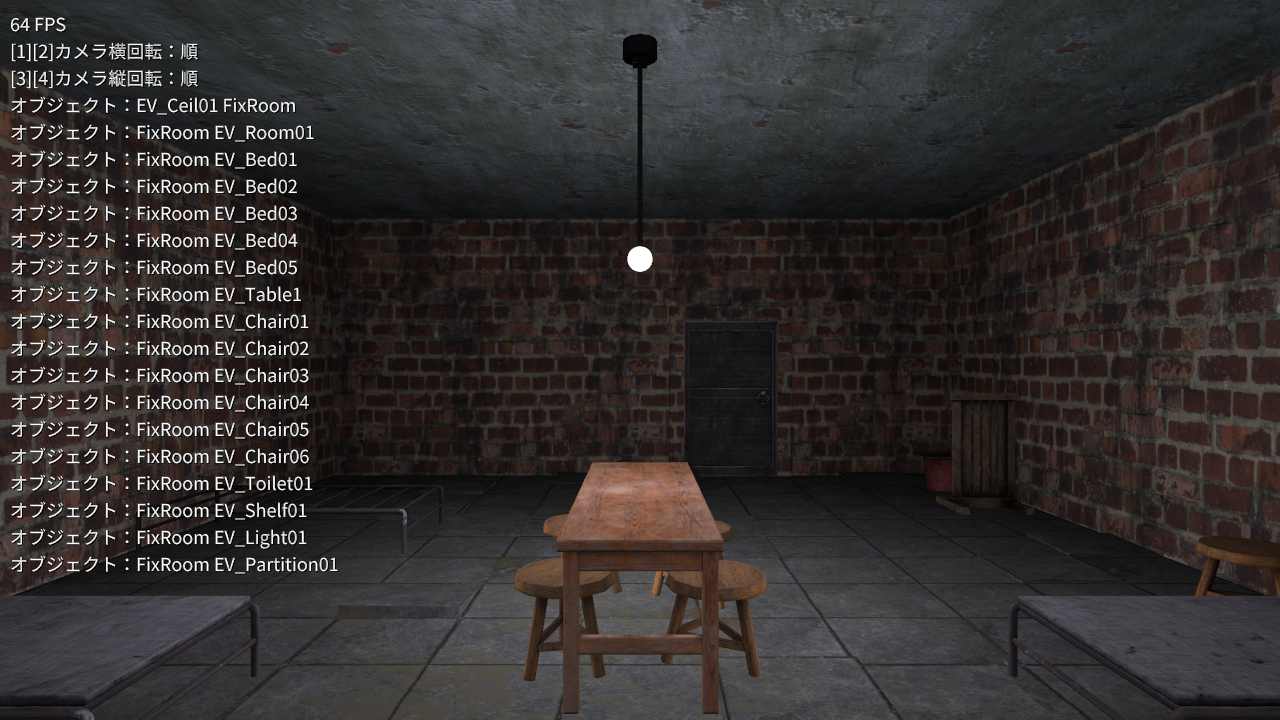 64 FPS
[1][2]カメラ横回転：順
[3][4]カメラ縦回転：順
オブジェクト：EV_Ceil01 FixRoom
オブジェクト：FixRoom EV_Room01
オブジェクト：FixRoom EV_Bed01
オブジェクト：FixRoom EV_Bed02
オブジェクト：FixRoom EV_Bed03
オブジェクト：FixRoom EV_Bed04
オブジェクト：FixRoom EV_Bed05
オブジェクト：FixRoom EV_Table1
オブジェクト：FixRoom EV_Chair01
オブジェクト：FixRoom EV_Chair02
オブジェクト：FixRoom EV_Chair03
オブジェクト：FixRoom EV_Chair04
オブジェクト：FixRoom EV_Chair05
オブジェクト：FixRoom EV_Chair06
オブジェクト：FixRoom EV_Toilet01
オブジェクト：FixRoom EV_Shelf01
オブジェクト：FixRoom EV_Light01
オブジェクト：FixRoom EV_Partition01